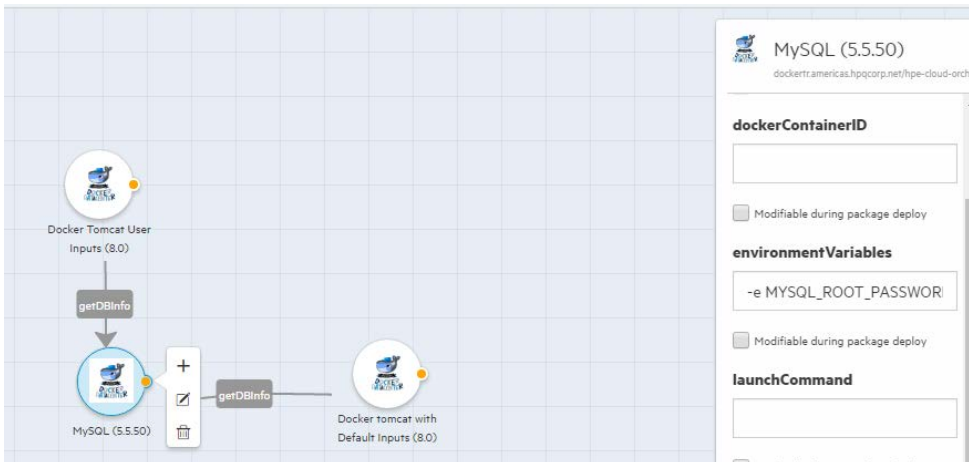 Docker Tomcat User
Inputs (8.0)
getDBInfo
MySQL (5.5.50)
getDBInfo
Docker tomcat with
Default Inputs (8.0)
MySQL (5.5.50)
dockertr.americas.hpqcorp.net/hpe-cloud-orch
dockerContainerID
Modifiable during package deploy
environmentVariables
-e MYSQL_ROOT_PASSWOR
Modifiable during package deploy
launchCommand